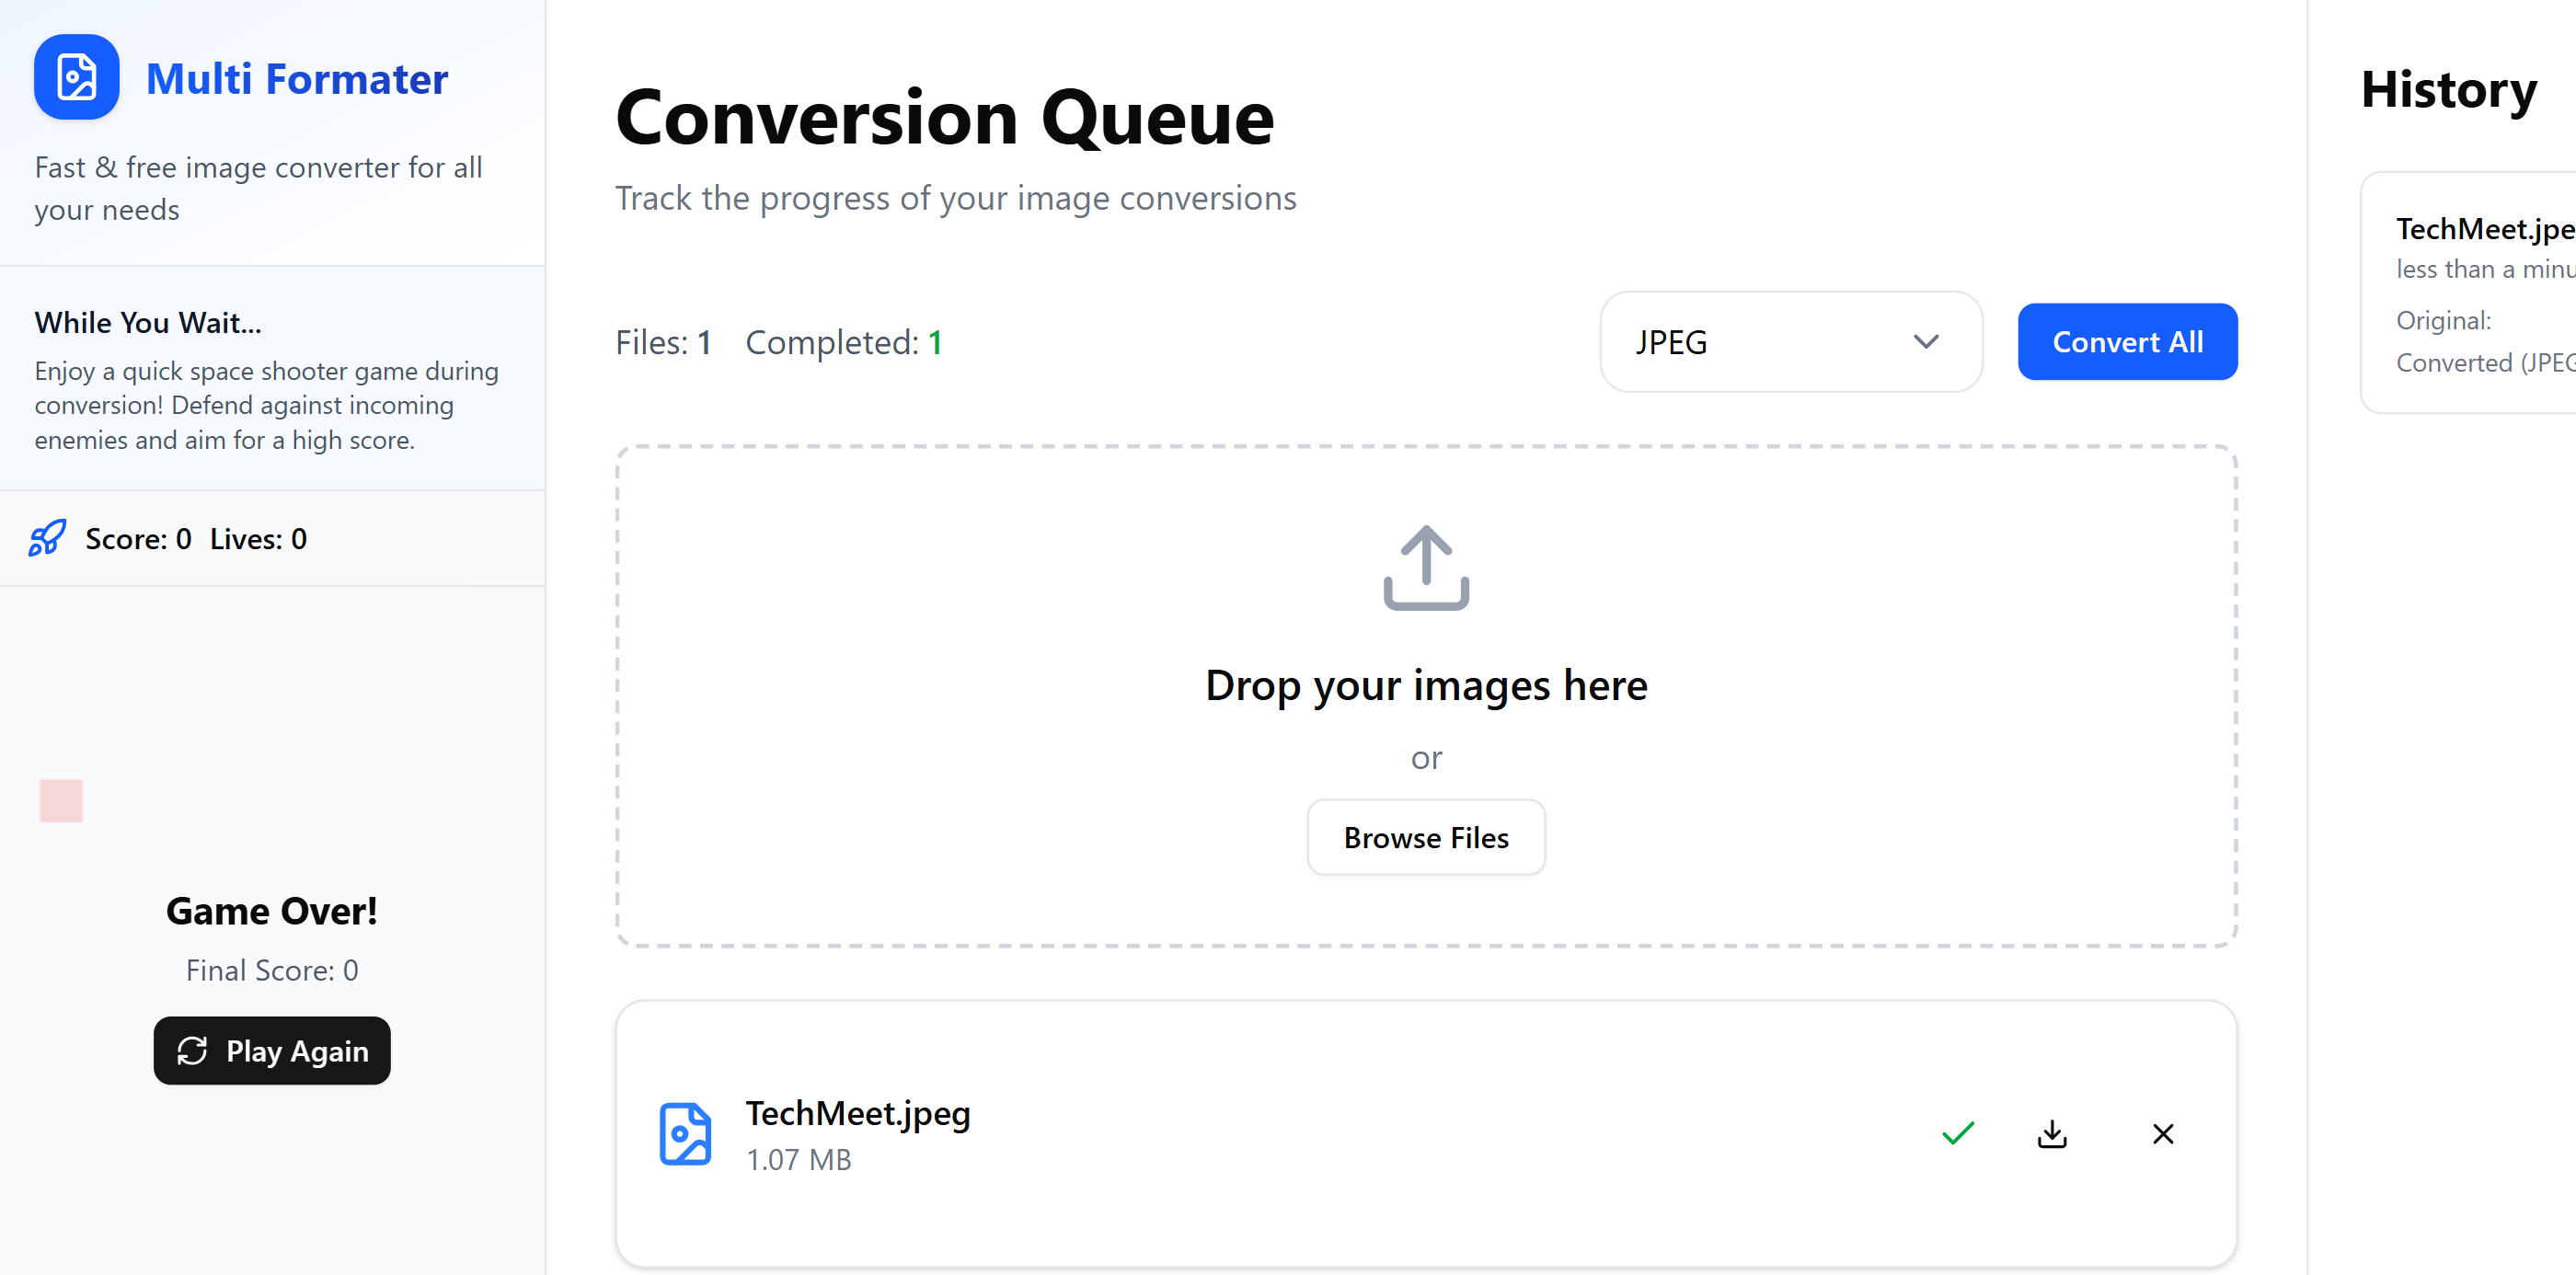 Multi Formater
Fast & free image converter for all
your needs
While You Wait...
Enjoy a quick space shooter game during
conversion! Defend against incoming
enemies and aim for a high score.
Score: 0 Lives: 0
Game Over!
Final Score: 0
Play Again
Conversion Queue
Track the progress of your image conversions
Files: 1 Completed: 1
JPEG
Convert All
Drop your images here
or
Browse Files
TechMeet.jpeg
1.07 MB
History
TechMeet.jpe
less than a minu
Original:
Converted (JPEG